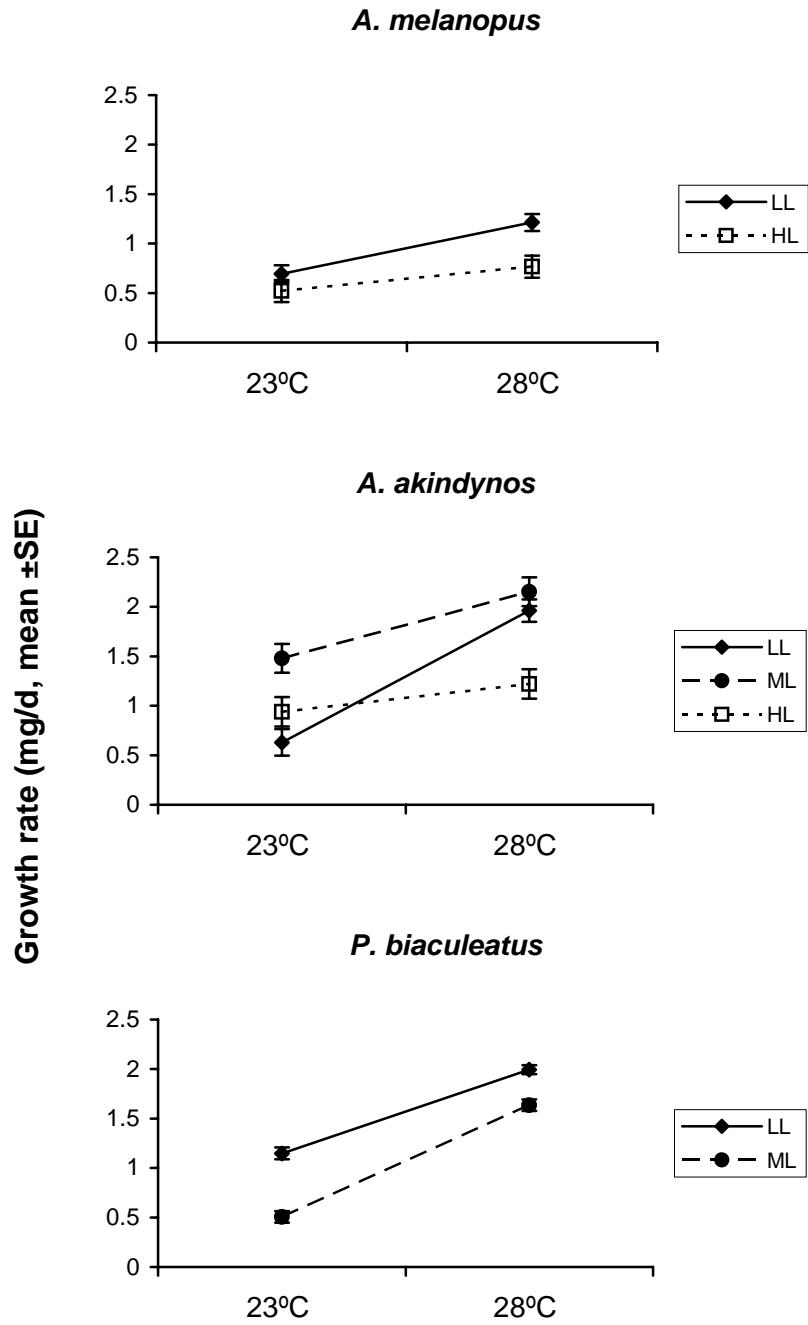 A. melanopus
2.5
2
1.5
1
0.5
0
23ºC 28ºC
LL
HL
Growth rate (mg/d, mean ±SE)
A. akindynos
2.5
2
1.5
1
0.5
0
23ºC 28ºC
LL
ML
HL
P. biaculeatus
2.5
2
1.5
1
0.5
0
23ºC 28ºC
LL
ML